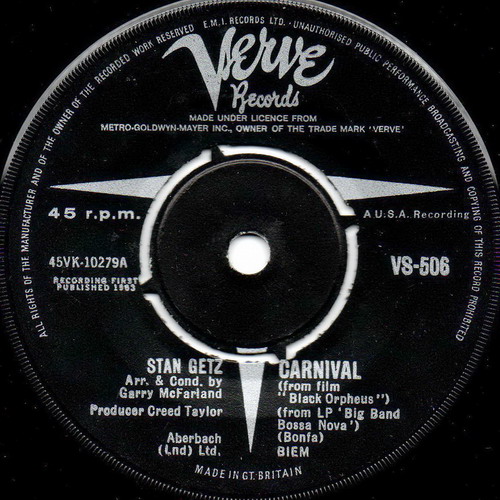 ALL RIGHTS OF THE MANUFACTURER AND OF THE OWNER OF THE RECORDED WORK RESERVED E.M.I. RECORDS LTD. · UNAUTHORISED PUBLIC PERFORMANCE BROADCASTING AND COPYING OF THIS RECORD PROHIBITED
Verve
Records
MADE UNDER LICENCE FROM
METRO-GOLDWYN-MAYER INC., OWNER OF THE TRADE MARK 'VERVE'
45 r.p.m.
A U.S.A. Recording
45VK-10279A
VS-506
RECORDING FIRST
PUBLISHED 1963
STAN GETZ
Arr. & Cond. by
Garry McFarland
Producer Creed Taylor
Aberbach
(Lnd) Ltd.
CARNIVAL
(from film
"Black Orpheus")
(from LP 'Big Band
Bossa Nova')
(Bonfa)
BIEM
MADE IN GT. BRITAIN